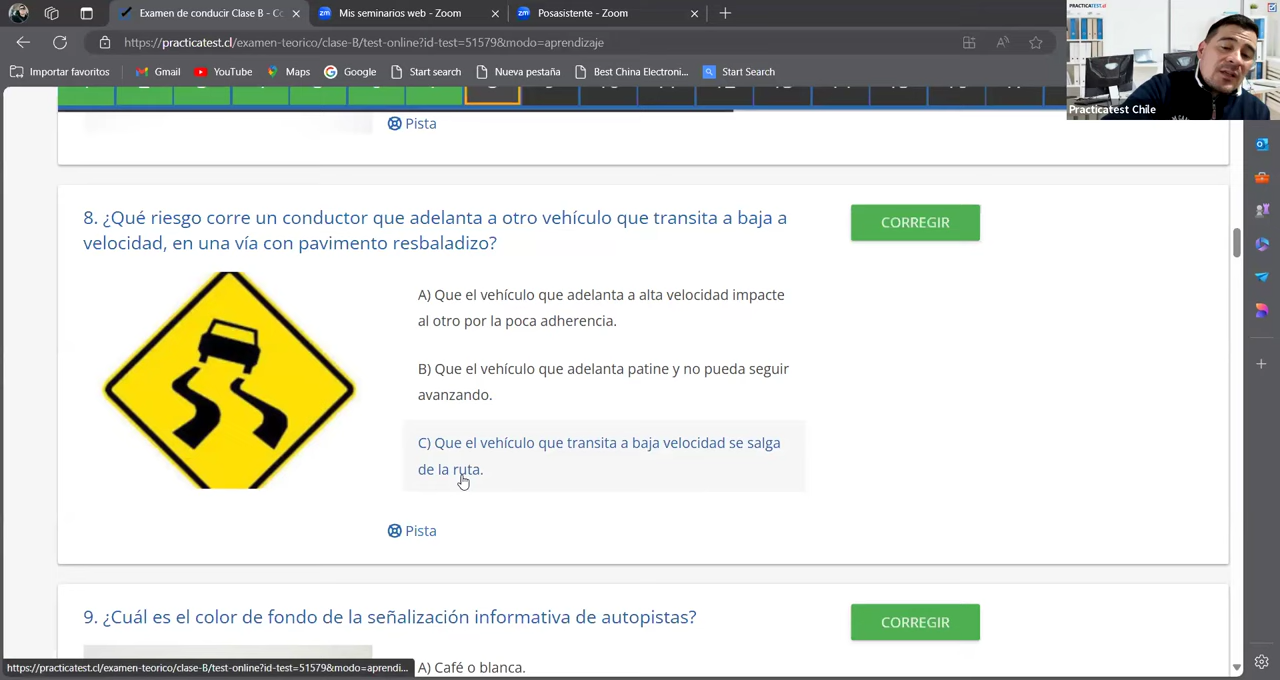 Examen de conducir Clase B - Co
Mis seminarios web - Zoom
Posasistente - Zoom
https://practicatest.cl/examen-teorico/clase-B/test-online?id-test=51579&modo=aprendizaje
Importar favoritos
Gmail
YouTube
Maps
Google
Start search
Nueva pestaña
Best China Electroni...
Start Search
PRACTICATEST.cl
Practicatest Chile
Pista
8. ¿Qué riesgo corre un conductor que adelanta a otro vehículo que transita a baja a
velocidad, en una vía con pavimento resbaladizo?
CORREGIR
A) Que el vehículo que adelanta a alta velocidad impacte
al otro por la poca adherencia.
B) Que el vehículo que adelanta patine y no pueda seguir
avanzando.
C) Que el vehículo que transita a baja velocidad se salga
de la ruta.
Pista
9. ¿Cuál es el color de fondo de la señalización informativa de autopistas?
CORREGIR
A) Café o blanca.
https://practicatest.cl/examen-teorico/clase-B/test-online?id-test=51579&modo=aprendi...